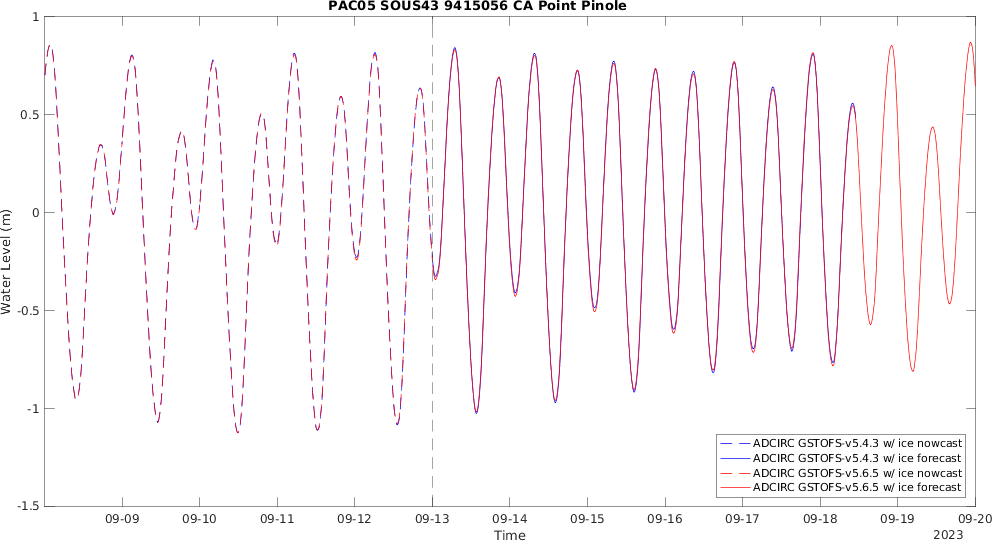 PAC05 SOUS43 9415056 CA Point Pinole
1
0.5
0
-0.5
-1
-1.5
Water Level (m)
ADCIRC GSTOFS-v5.4.3 w/ ice nowcast
ADCIRC GSTOFS-v5.4.3 w/ ice forecast
ADCIRC GSTOFS-v5.6.5 w/ ice nowcast
ADCIRC GSTOFS-v5.6.5 w/ ice forecast
09-09 09-10 09-11 09-12 09-13 09-14 09-15 09-16 09-17 09-18 09-19 09-20
Time
2023